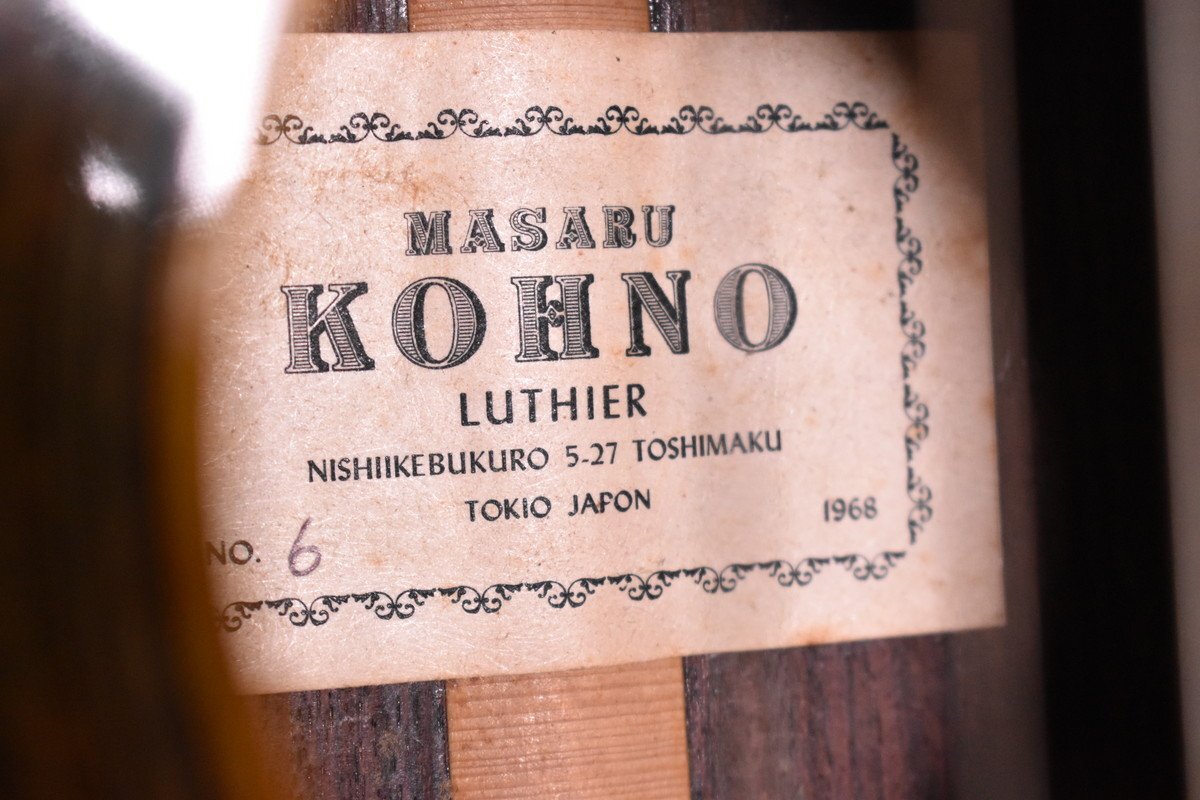 MASARU
KOHNO
LUTHIER
NISHIIKEBUKURO 5-27 TOSHIMAKU
TOKIO JAPON
1968
NO. 6